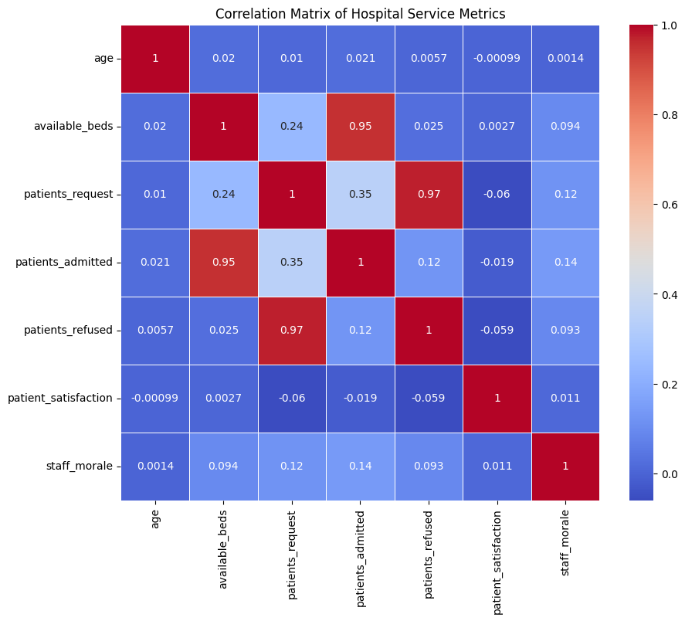 Correlation Matrix of Hospital Service Metrics
age 1 0.02 0.01 0.021 0.0057 -0.00099 0.0014
available_beds 0.02 1 0.24 0.95 0.025 0.0027 0.094
patients_request 0.01 0.24 1 0.35 0.97 -0.06 0.12
patients_admitted 0.021 0.95 0.35 1 0.12 -0.019 0.14
patients_refused 0.0057 0.025 0.97 0.12 1 -0.059 0.093
patient_satisfaction -0.00099 0.0027 -0.06 -0.019 -0.059 1 0.011
staff_morale 0.0014 0.094 0.12 0.14 0.093 0.011 1
age
available_beds
patients_request
patients_admitted
patients_refused
patient_satisfaction
staff_morale
1.0
0.8
0.6
0.4
0.2
0.0